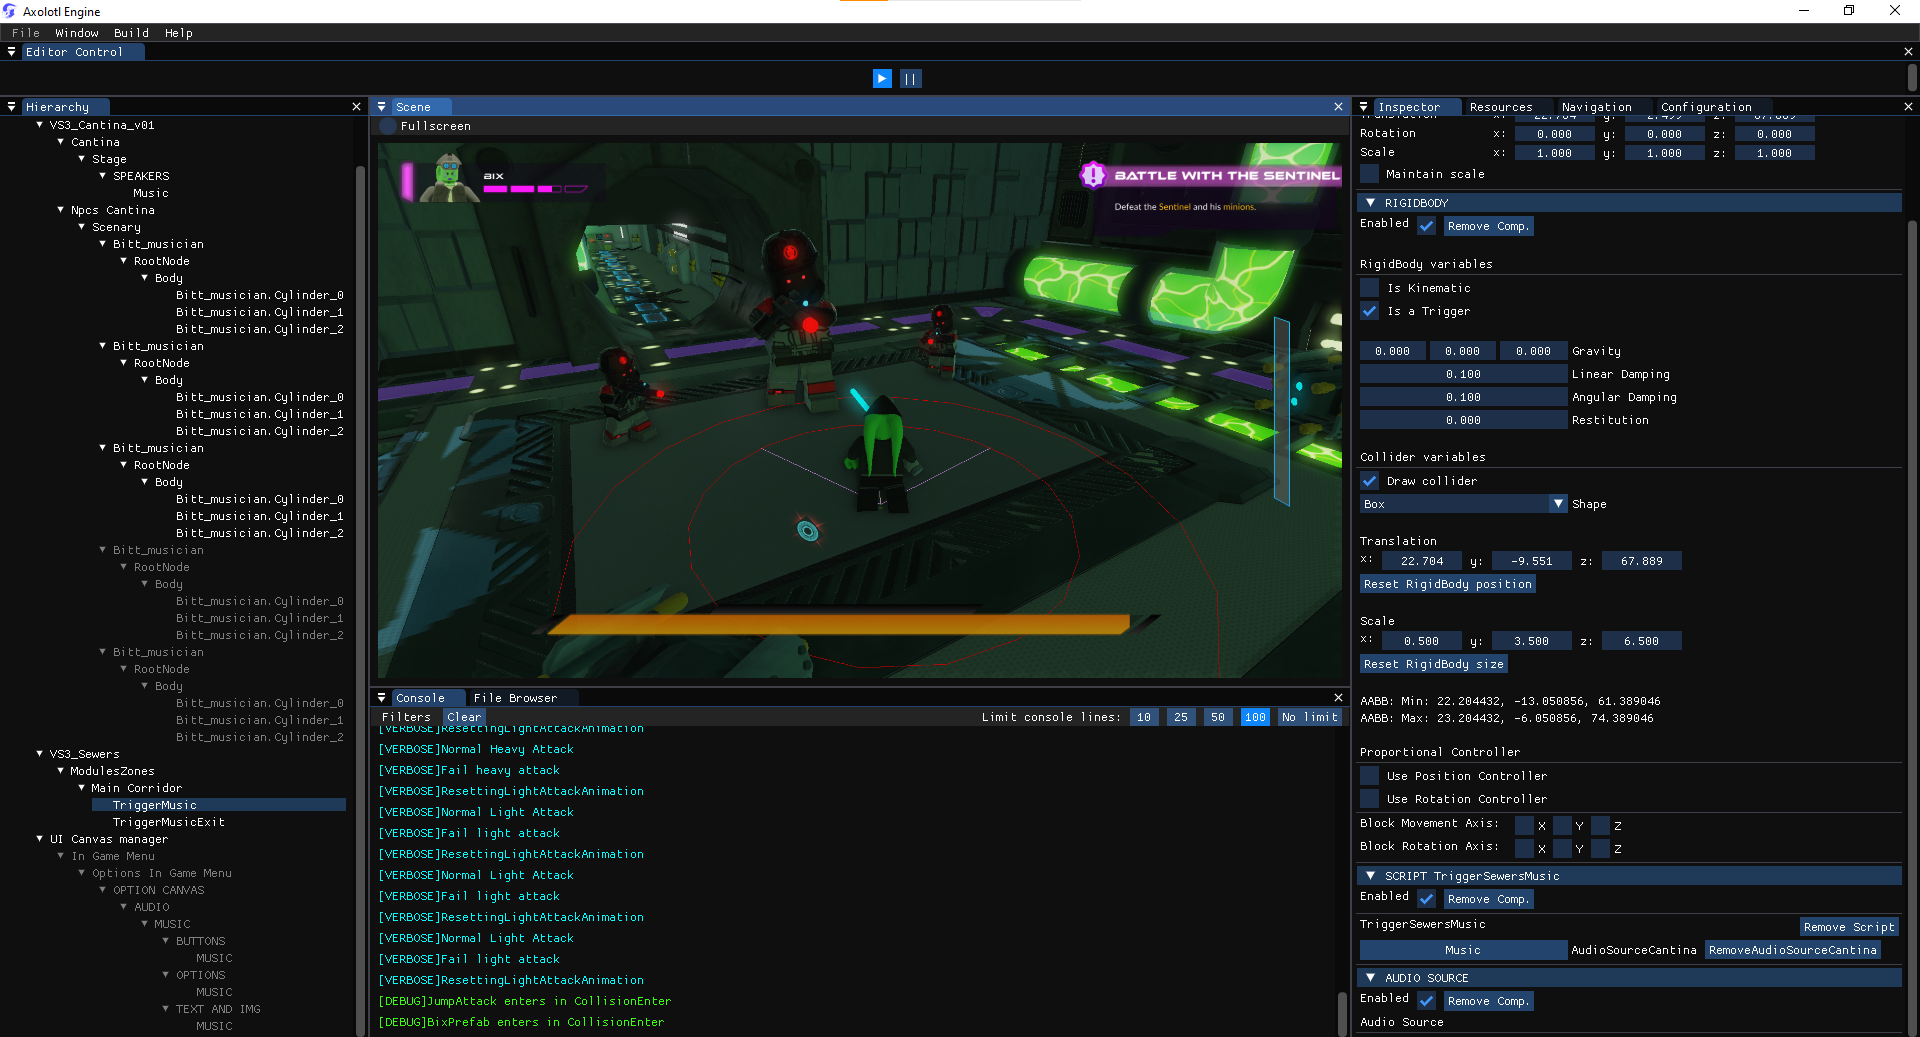 Axolotl Engine
File Window Build Help
Editor Control
Hierarchy
VS3_Cantina_v01
Cantina
Stage
SPEAKERS
Music
Npcs Cantina
Scenary
Bitt_musician
RootNode
Body
Bitt_musician.Cylinder_0
Bitt_musician.Cylinder_1
Bitt_musician.Cylinder_2
Bitt_musician
RootNode
Body
Bitt_musician.Cylinder_0
Bitt_musician.Cylinder_1
Bitt_musician.Cylinder_2
Bitt_musician
RootNode
Body
Bitt_musician.Cylinder_0
Bitt_musician.Cylinder_1
Bitt_musician.Cylinder_2
Bitt_musician
RootNode
Body
Bitt_musician.Cylinder_0
Bitt_musician.Cylinder_1
Bitt_musician.Cylinder_2
Bitt_musician
RootNode
Body
Bitt_musician.Cylinder_0
Bitt_musician.Cylinder_1
Bitt_musician.Cylinder_2
VS3_Sewers
ModulesZones
Main Corridor
TriggerMusic
TriggerMusicExit
UI Canvas manager
In Game Menu
Options In Game Menu
OPTION CANVAS
AUDIO
MUSIC
BUTTONS
MUSIC
OPTIONS
MUSIC
TEXT AND IMG
MUSIC
Scene
Fullscreen
BIX
BATTLE WITH THE SENTINEL
Defeat the Sentinel and his minions.
Console File Browser
Filters Clear Limit console lines: 10 25 50 100 No limit
[VERBOSE]ResettingLightAttackAnimation
[VERBOSE]Normal Heavy Attack
[VERBOSE]Fail heavy attack
[VERBOSE]ResettingLightAttackAnimation
[VERBOSE]Normal Light Attack
[VERBOSE]Fail light attack
[VERBOSE]ResettingLightAttackAnimation
[VERBOSE]Normal Light Attack
[VERBOSE]Fail light attack
[VERBOSE]ResettingLightAttackAnimation
[VERBOSE]Normal Light Attack
[VERBOSE]Fail light attack
[VERBOSE]ResettingLightAttackAnimation
[DEBUG]JumpAttack enters in CollisionEnter
[DEBUG]BixPrefab enters in CollisionEnter
Inspector Resources Navigation Configuration
Translation x: 22.704 y: 2.499 z: 67.889
Rotation x: 0.000 y: 0.000 z: 0.000
Scale x: 1.000 y: 1.000 z: 1.000
Maintain scale
RIGIDBODY
Enabled Remove Comp.
RigidBody variables
Is Kinematic
Is a Trigger
0.000 0.000 0.000 Gravity
0.100 Linear Damping
0.100 Angular Damping
0.000 Restitution
Collider variables
Draw collider
Box Shape
Translation
x: 22.704 y: -9.551 z: 67.889
Reset RigidBody position
Scale
x: 0.500 y: 3.500 z: 6.500
Reset RigidBody size
AABB: Min: 22.204432, -13.050856, 61.389046
AABB: Max: 23.204432, -6.050856, 74.389046
Proportional Controller
Use Position Controller
Use Rotation Controller
Block Movement Axis: X Y Z
Block Rotation Axis: X Y Z
SCRIPT TriggerSewersMusic
Enabled Remove Comp.
TriggerSewersMusic Remove Script
Music AudioSourceCantina RemoveAudioSourceCantina
AUDIO SOURCE
Enabled Remove Comp.
Audio Source